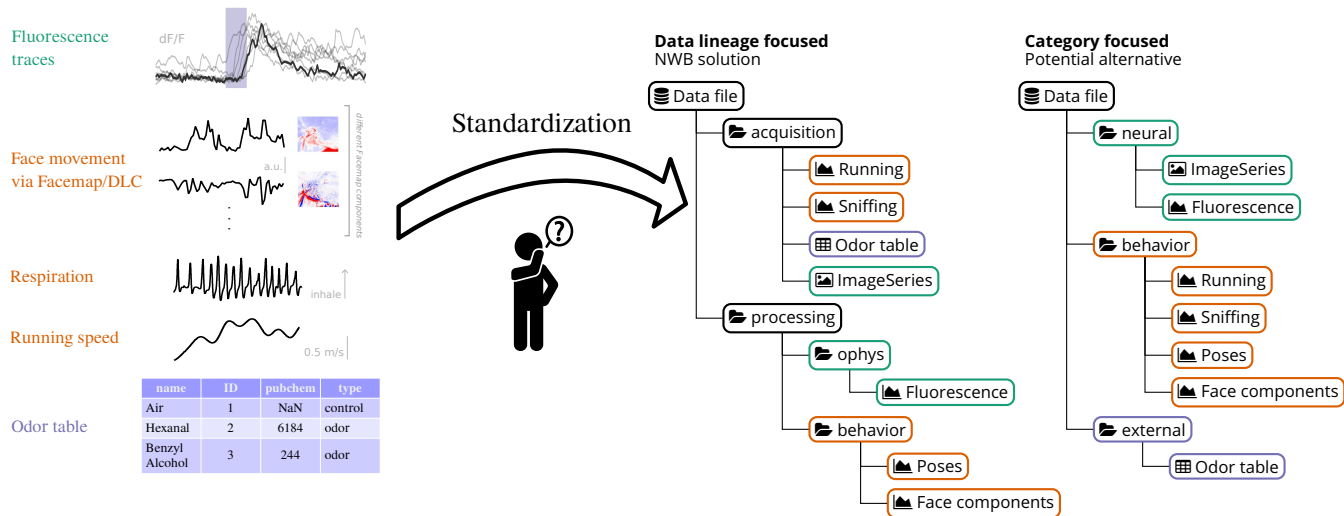 Fluorescence
traces
dF/F
Face movement
via Facemap/DLC
a.u.
different Facemap components
Respiration
inhale
Running speed
0.5 m/s
Odor table
name ID pubchem type
Air 1 NaN control
Hexanal 2 6184 odor
Benzyl
Alcohol 3 244 odor
Standardization
?
Data lineage focused
NWB solution
Data file
acquisition
Running
Sniffing
Odor table
ImageSeries
processing
ophys
Fluorescence
behavior
Poses
Face components
Category focused
Potential alternative
Data file
neural
ImageSeries
Fluorescence
behavior
Running
Sniffing
Poses
Face components
external
Odor table